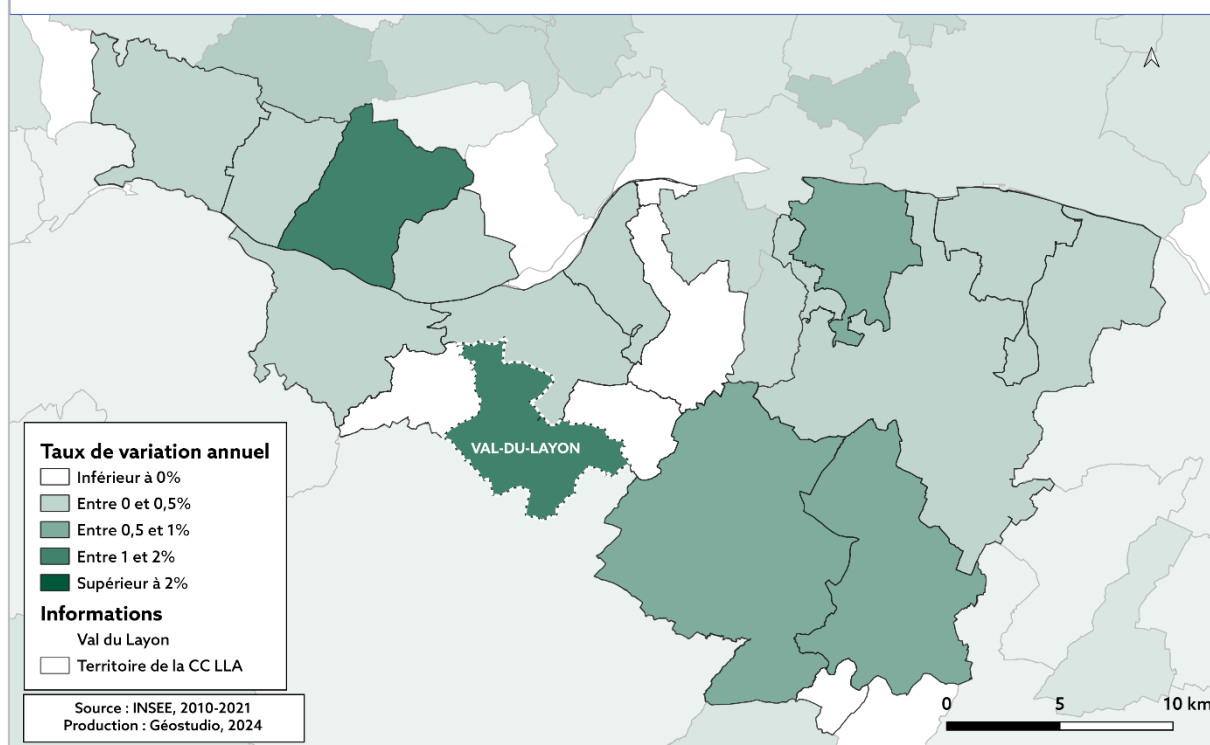 VAL-DU-LAYON
Taux de variation annuel
Inférieur à 0%
Entre 0 et 0,5%
Entre 0,5 et 1%
Entre 1 et 2%
Supérieur à 2%
Informations
Val du Layon
Territoire de la CC LLA
Source : INSEE, 2010-2021
Production : Géostudio, 2024
0 5 10 km